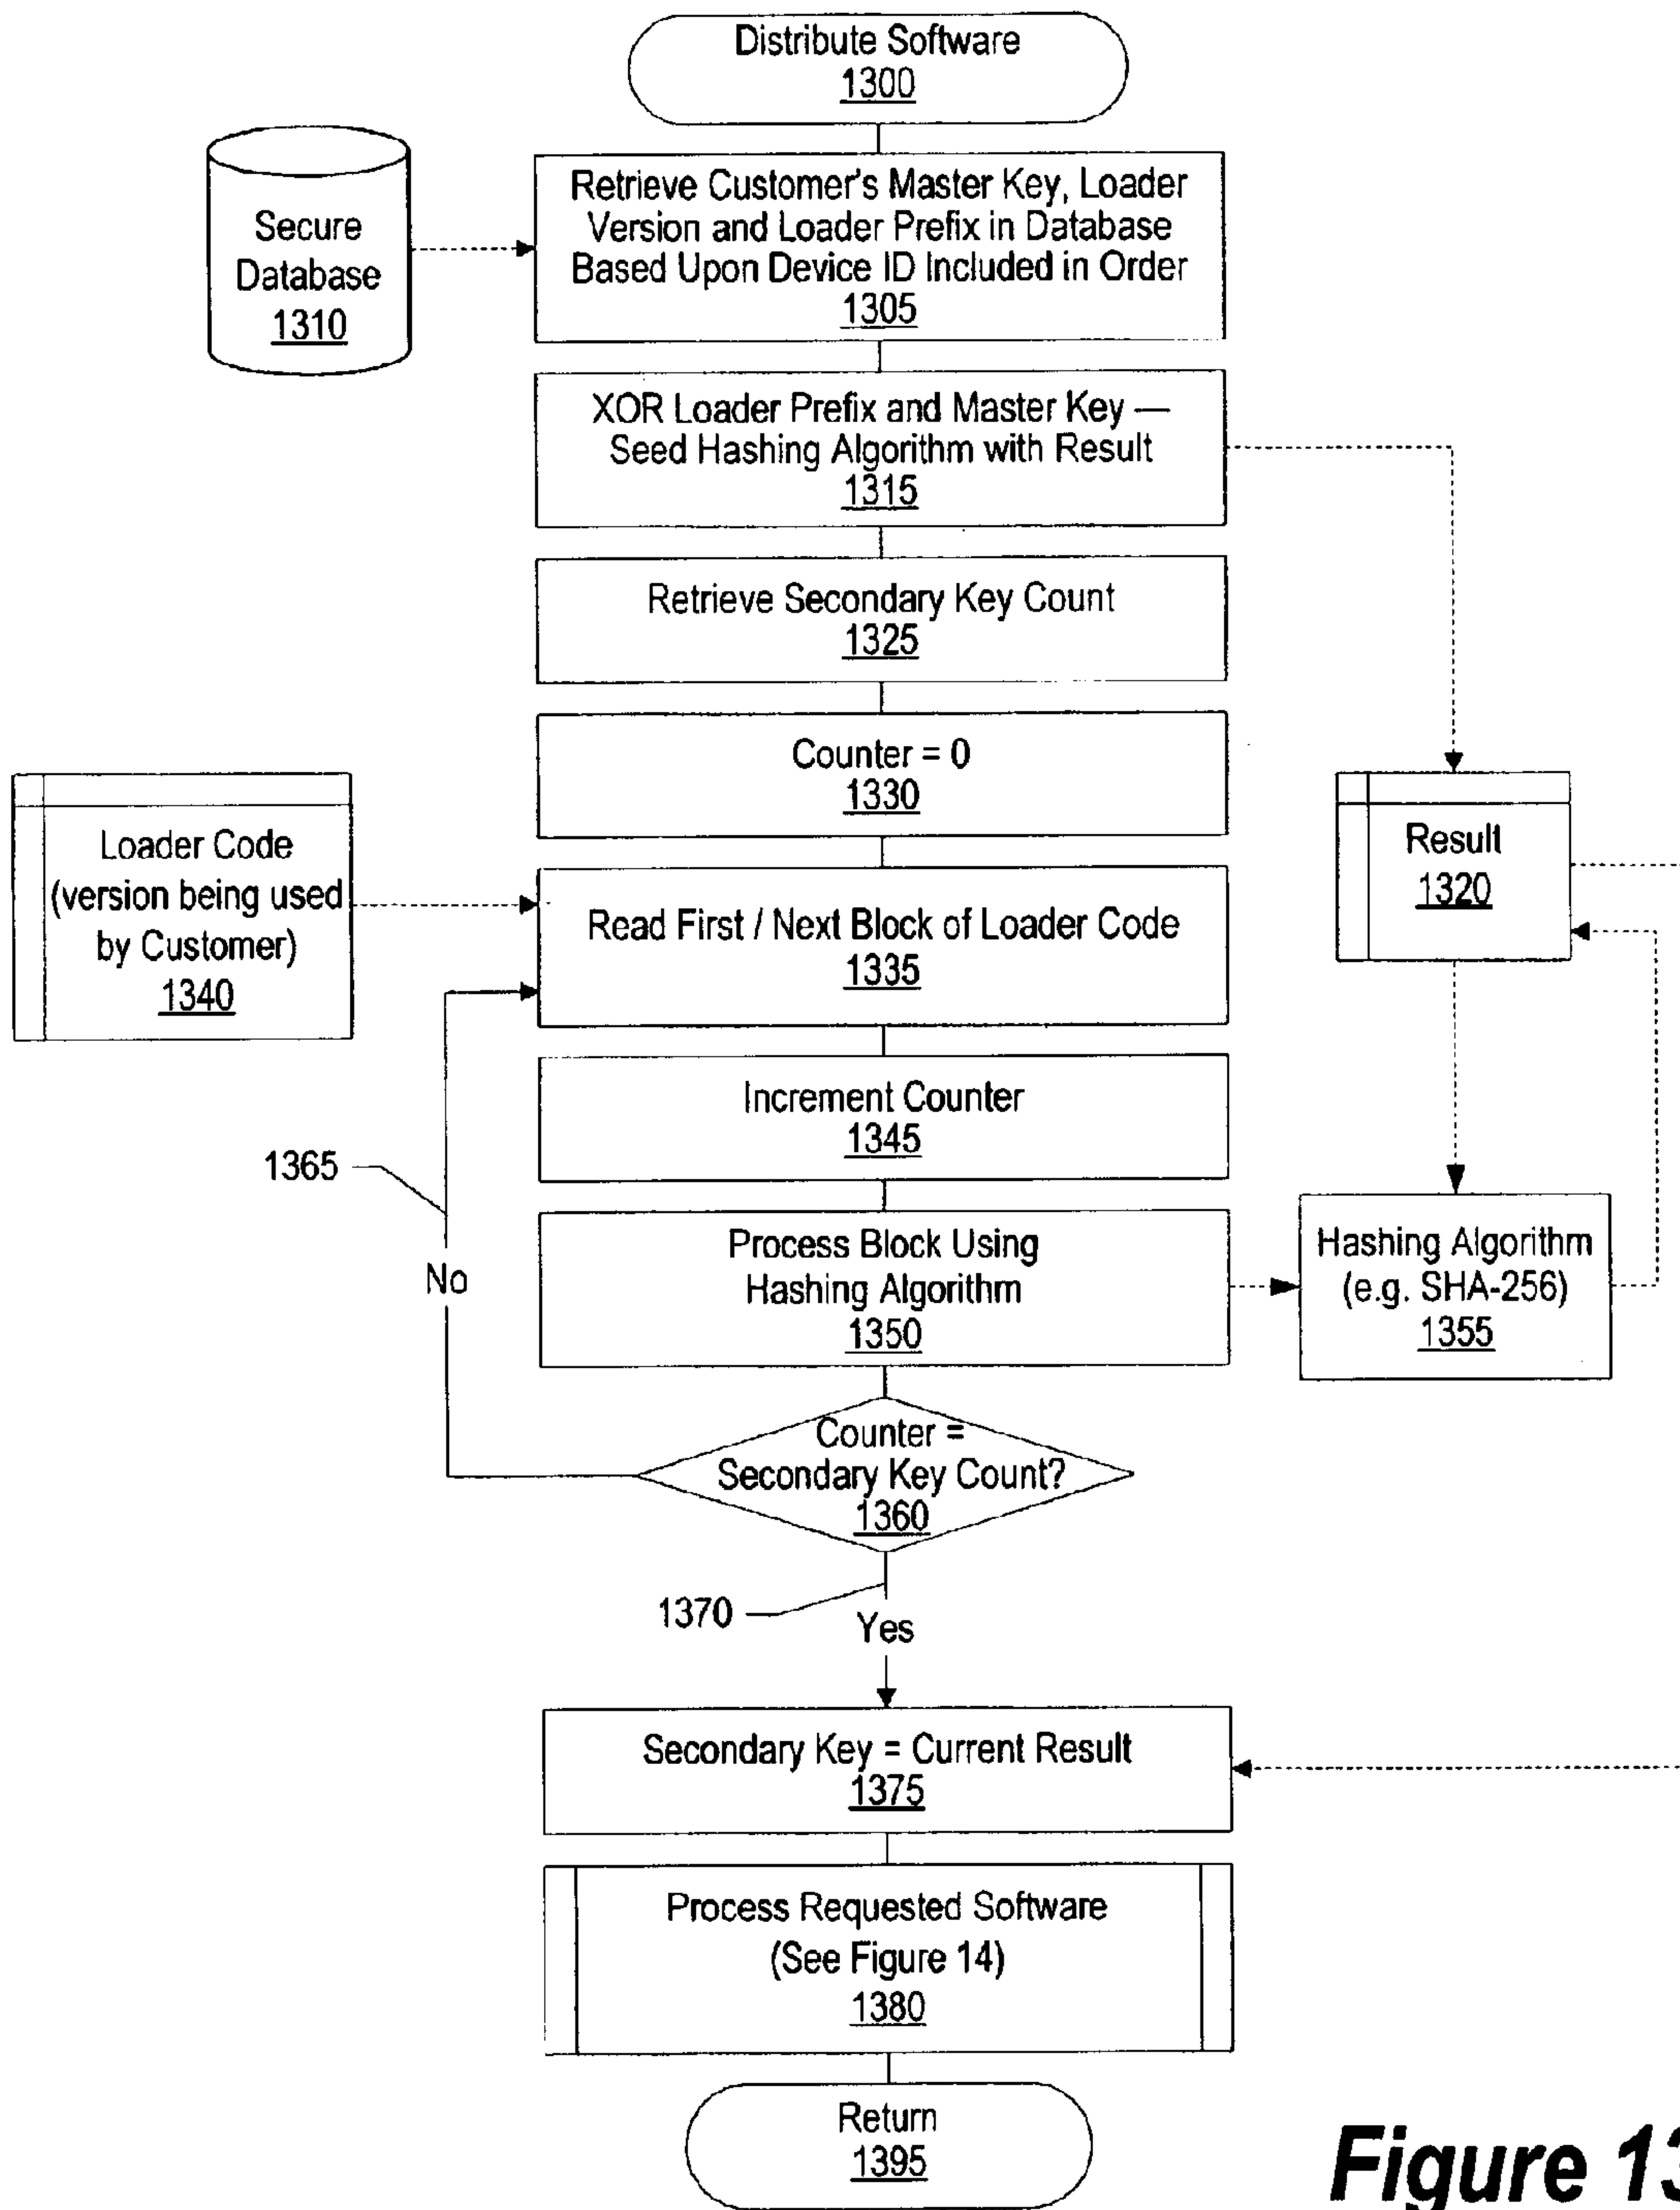 Distribute Software
1300
Secure
Database
1310
Retrieve Customer's Master Key, Loader
Version and Loader Prefix in Database
Based Upon Device ID Included in Order
1305
XOR Loader Prefix and Master Key —
Seed Hashing Algorithm with Result
1315
Retrieve Secondary Key Count
1325
Counter = 0
1330
Loader Code
(version being used
by Customer)
1340
Result
1320
Read First / Next Block of Loader Code
1335
Increment Counter
1345
1365
No
Process Block Using
Hashing Algorithm
1350
Hashing Algorithm
(e.g. SHA-256)
1355
Counter =
Secondary Key Count?
1360
1370
Yes
Secondary Key = Current Result
1375
Process Requested Software
(See Figure 14)
1380
Return
1395
Figure 13